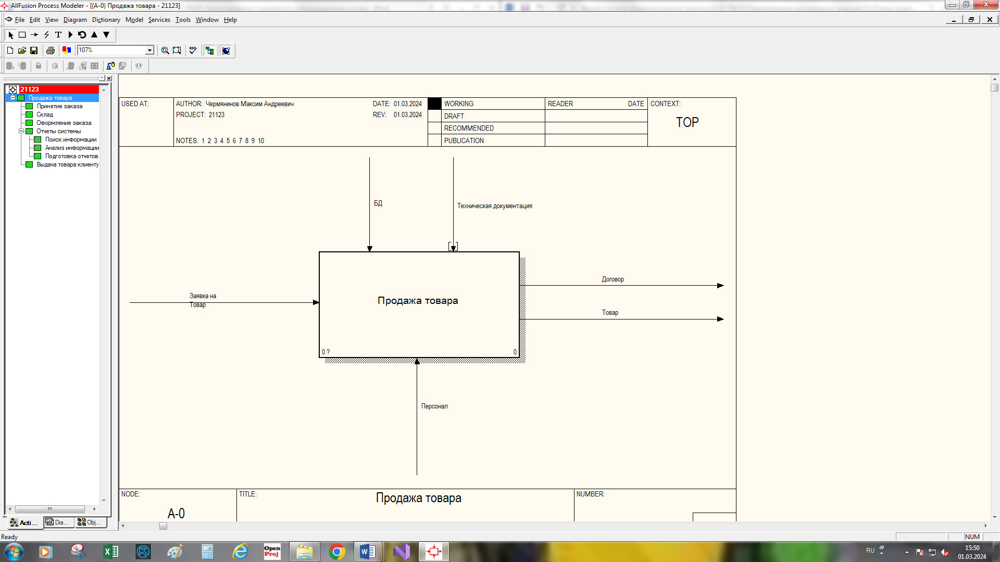 AllFusion Process Modeler - [(A-0) Продажа товара - 21123]
File Edit View Diagram Dictionary Model Services Tools Window Help
107%
ABC
21123
Продажа товара
Принятие заказа
Склад
Оформление заказа
Отчеты системы
Поиск информации
Анализ информации
Подготовка отчетов
Выдача товара клиенту
Acti... Dia... Obj...
USED AT:
AUTHOR: Чермянинов Максим Андреевич DATE: 01.03.2024
PROJECT: 21123 REV: 01.03.2024
NOTES: 1 2 3 4 5 6 7 8 9 10
WORKING
DRAFT
RECOMMENDED
PUBLICATION
READER DATE
CONTEXT:
TOP
БД
Техническая документация
Заявка на
Товар
Продажа товара
0 ? 0
Договор
Товар
Персонал
NODE:
A-0
TITLE:
Продажа товара
NUMBER:
Ready
NUM
Open
Proj
RU
15:50
01.03.2024